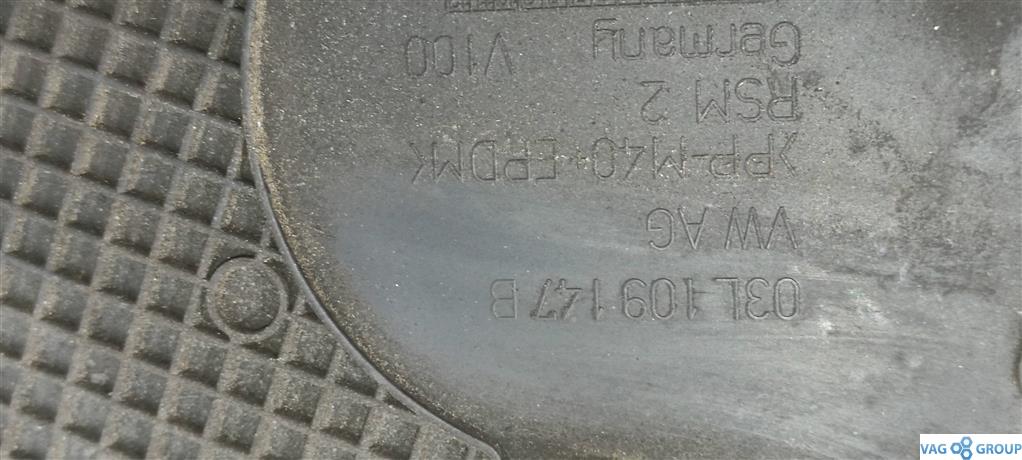 03L 109 147 B
VW AG
>PP-M40+EPDM<
RSM 2
Germany V100
VAG GROUP